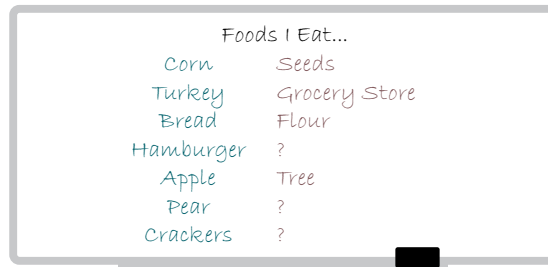 Foods I Eat...
Corn Seeds
Turkey Grocery Store
Bread Flour
Hamburger ?
Apple Tree
Pear ?
Crackers ?